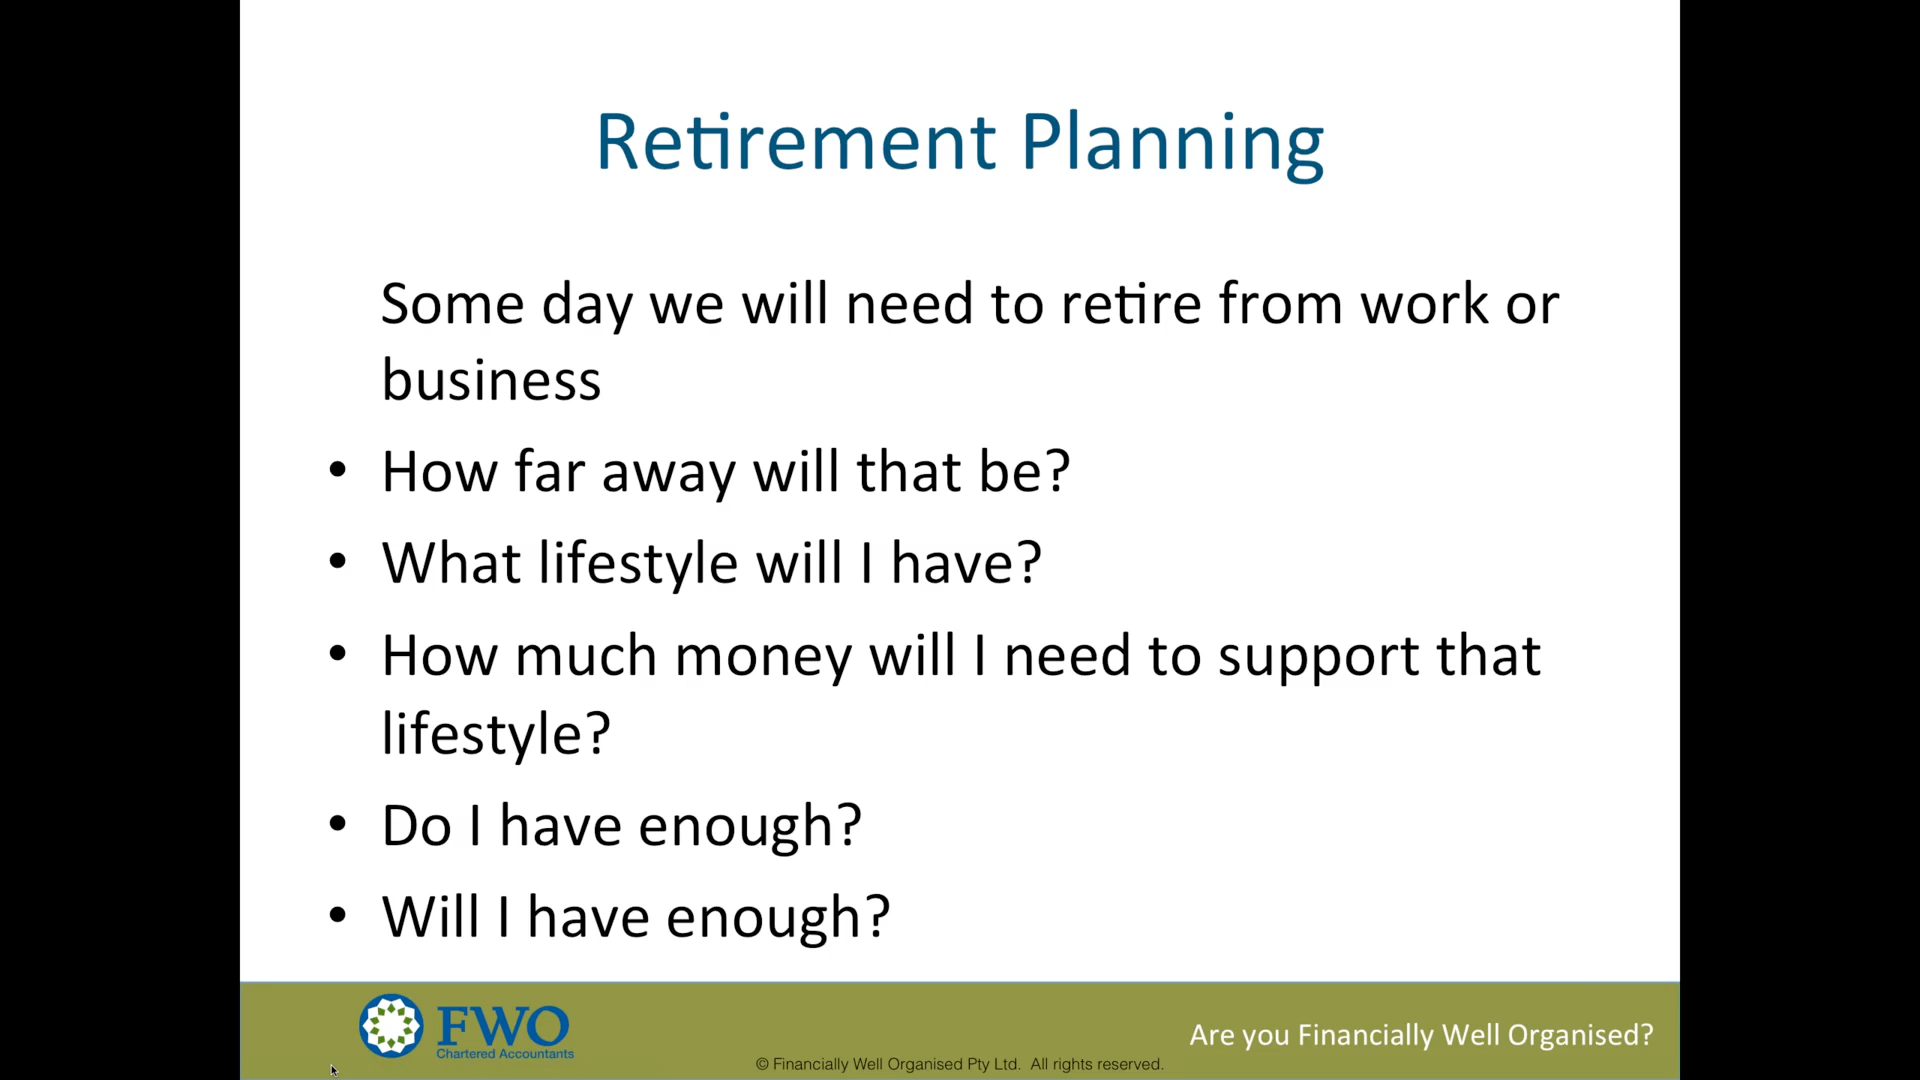 Retirement Planning
Some day we will need to retire from work or
business
• How far away will that be?
• What lifestyle will I have?
• How much money will I need to support that
lifestyle?
• Do I have enough?
• Will I have enough?
FWO
Chartered Accountants
Are you Financially Well Organised?
© Financially Well Organised Pty Ltd. All rights reserved.